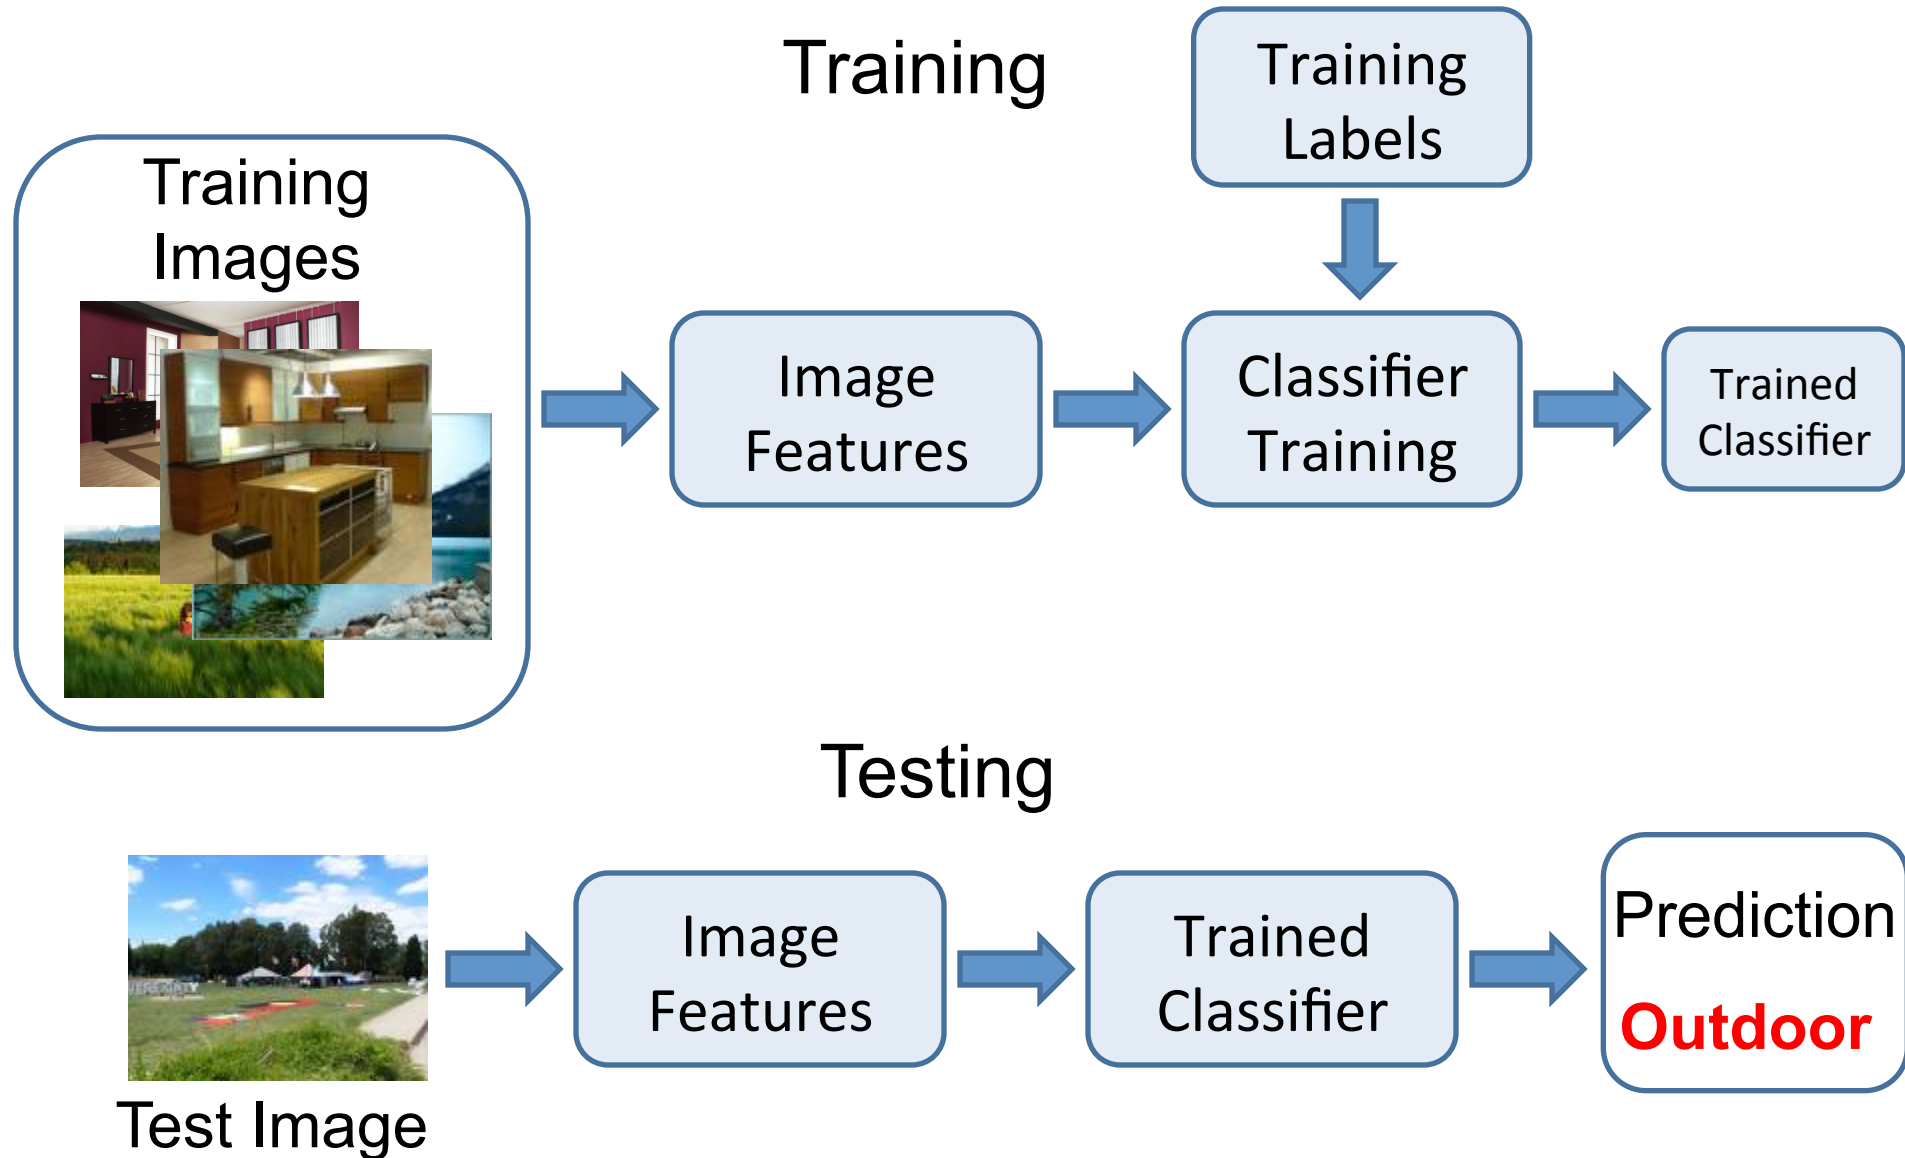 Training
Training
Labels
Training
Images
Image
Features
Classifier
Training
Trained
Classifier
Testing
Image
Features
Trained
Classifier
Prediction
Outdoor
Test Image